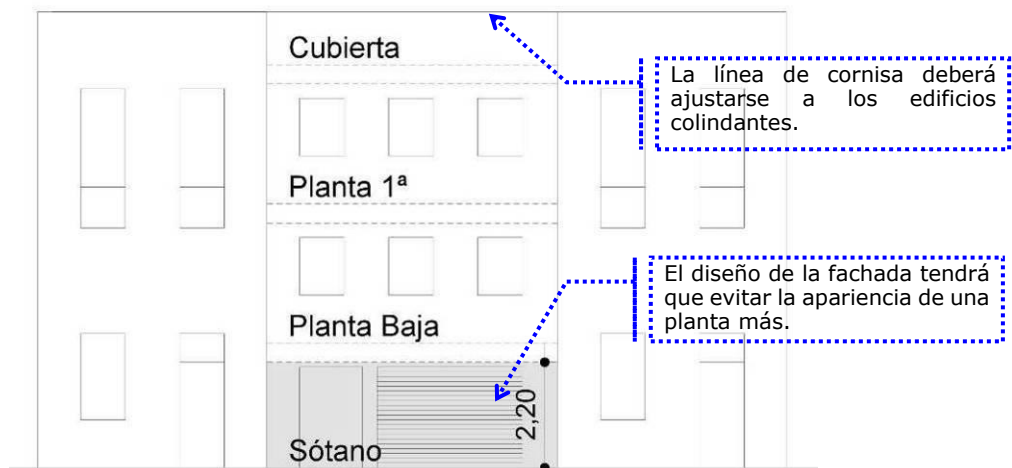 Cubierta
La línea de cornisa deberá
ajustarse a los edificios
colindantes.
Planta 1ª
El diseño de la fachada tendrá
que evitar la apariencia de una
planta más.
Planta Baja
2,20
Sótano